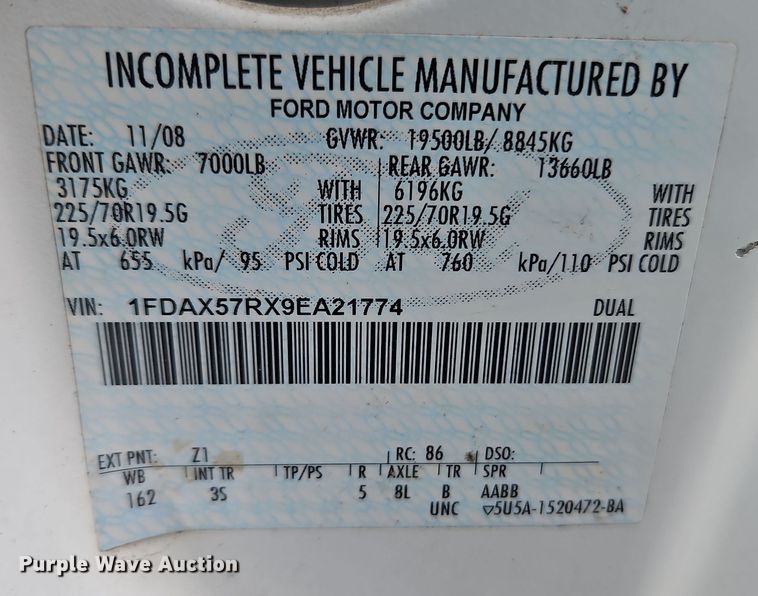 INCOMPLETE VEHICLE MANUFACTURED BY
FORD MOTOR COMPANY
DATE: 11/08 GVWR: 19500LB/ 8845KG
FRONT GAWR: 7000LB REAR GAWR: 13660LB
3175KG WITH 6196KG WITH
225/70R19.5G TIRES 225/70R19.5G TIRES
19.5x6.0RW RIMS 19.5x6.0RW RIMS
AT 655 kPa/ 95 PSI COLD AT 760 kPa/110 PSI COLD
VIN: 1FDAX57RX9EA21774 DUAL
EXT PNT: Z1 RC: 86 DSO:
WB INT TR TP/PS R AXLE TR SPR
162 3S 5 8L B AABB
UNC ▽5U5A-1520472-BA
Purple Wave Auction